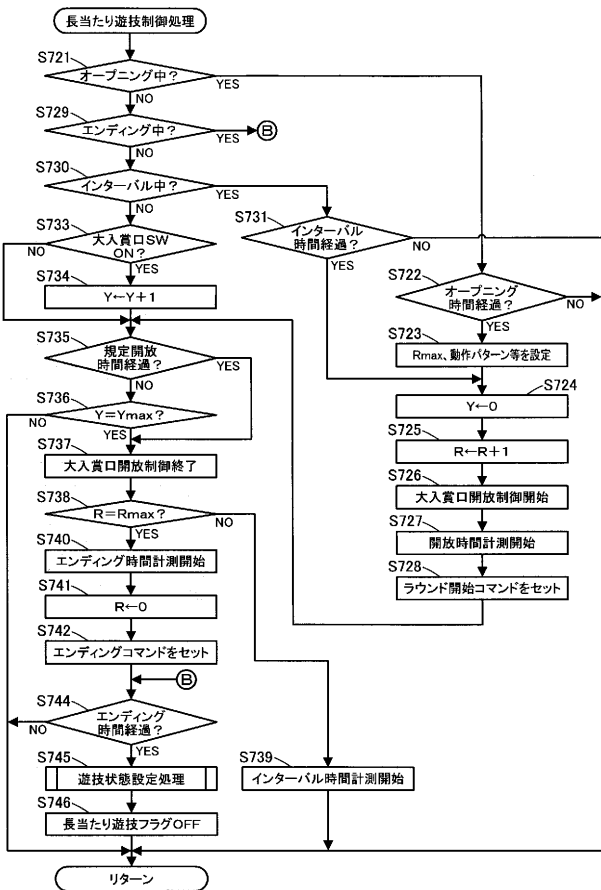 長当たり遊技制御処理
S721
オープニング中？
YES
NO
S729
エンディング中？
YES
B
NO
S730
インターバル中？
YES
NO
S731
インターバル
時間経過？
NO
YES
S733
大入賞口SW
ON？
NO
YES
S734
Y←Y＋1
S722
オープニング
時間経過？
NO
YES
S723
Rmax、動作パターン等を設定
S724
Y←0
S725
R←R＋1
S726
大入賞口開放制御開始
S727
開放時間計測開始
S728
ラウンド開始コマンドをセット
S735
規定開放
時間経過？
YES
NO
S736
Y＝Ymax？
NO
YES
S737
大入賞口開放制御終了
S738
R＝Rmax？
NO
YES
S740
エンディング時間計測開始
S741
R←0
S742
エンディングコマンドをセット
B
S744
エンディング
時間経過？
NO
YES
S745
遊技状態設定処理
S739
インターバル時間計測開始
S746
長当たり遊技フラグOFF
リターン